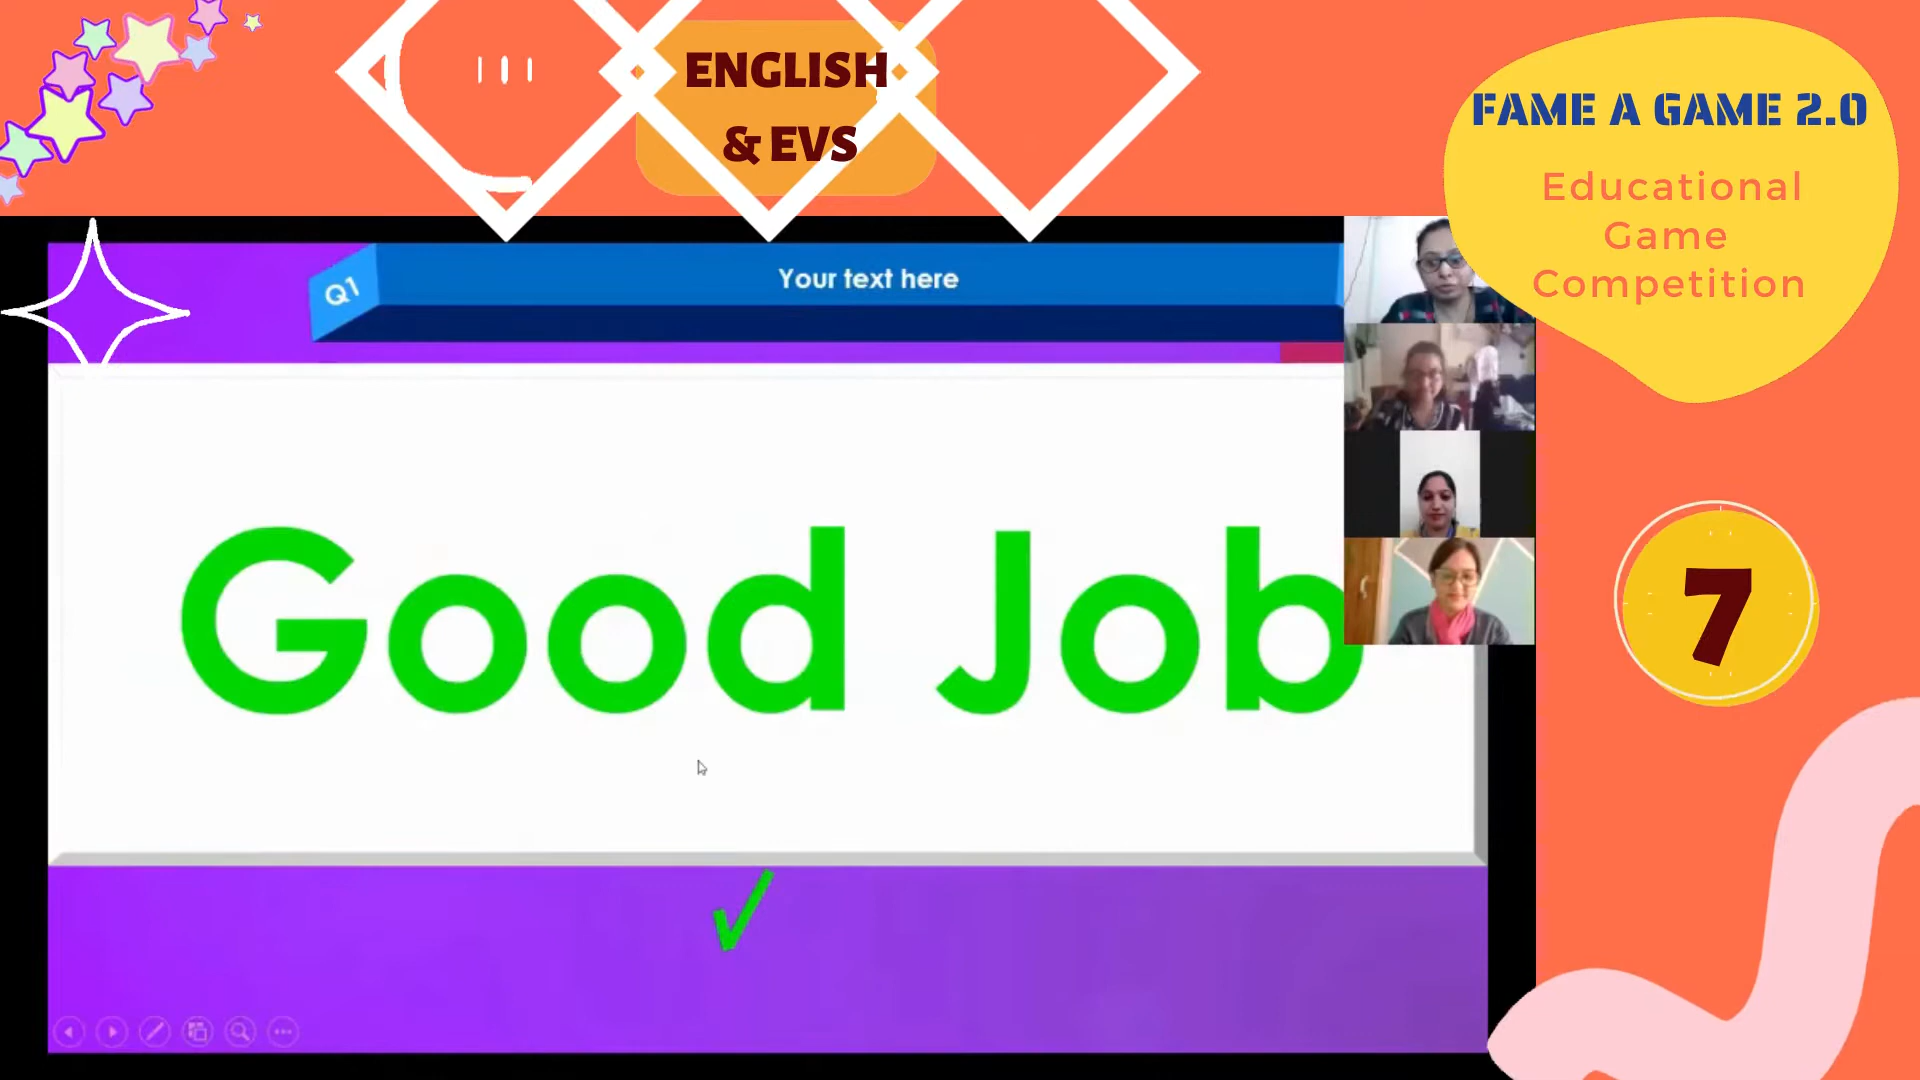 ENGLISH
& EVS
FAME A GAME 2.0
Educational
Game
Competition
Q1
Your text here
Good Job
7